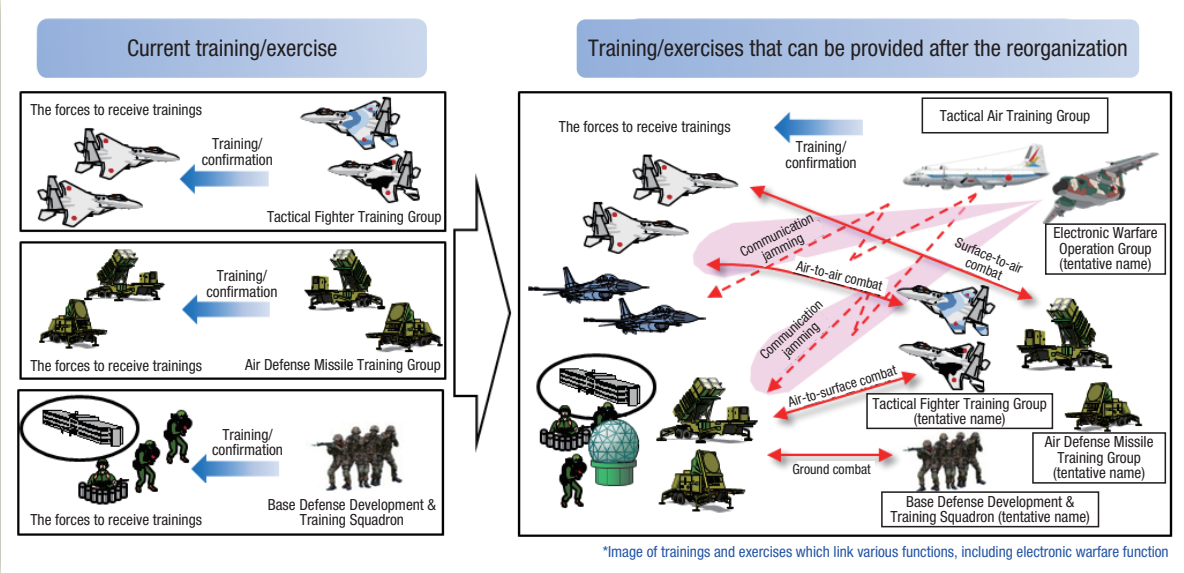 Current training/exercise
The forces to receive trainings
Training/
confirmation
Tactical Fighter Training Group
Training/
confirmation
The forces to receive trainings
Air Defense Missile Training Group
Training/
confirmation
Base Defense Development &
Training Squadron
The forces to receive trainings
Training/exercises that can be provided after the reorganization
The forces to receive trainings
Training/
confirmation
Tactical Air Training Group
Electronic Warfare
Operation Group
(tentative name)
Communication
jamming
Surface-to-air
combat
Air-to-air combat
Communication
jamming
Air-to-surface combat
Tactical Fighter Training Group
(tentative name)
Air Defense Missile
Training Group
(tentative name)
Ground combat
Base Defense Development &
Training Squadron (tentative name)
*Image of trainings and exercises which link various functions, including electronic warfare function